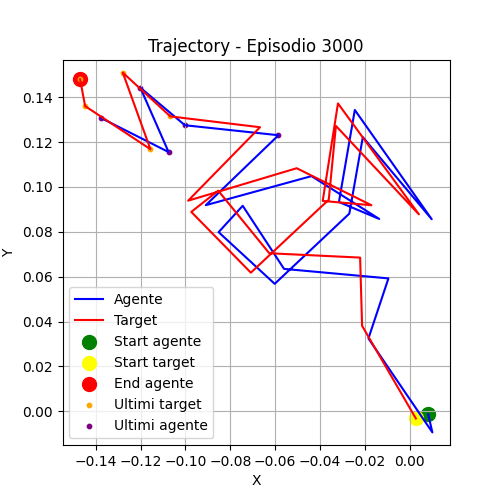 Trajectory - Episodio 3000
Y
0.14
0.12
0.10
0.08
0.06
0.04
0.02
0.00
Agente
Target
Start agente
Start target
End agente
Ultimi target
Ultimi agente
−0.14 −0.12 −0.10 −0.08 −0.06 −0.04 −0.02 0.00
X